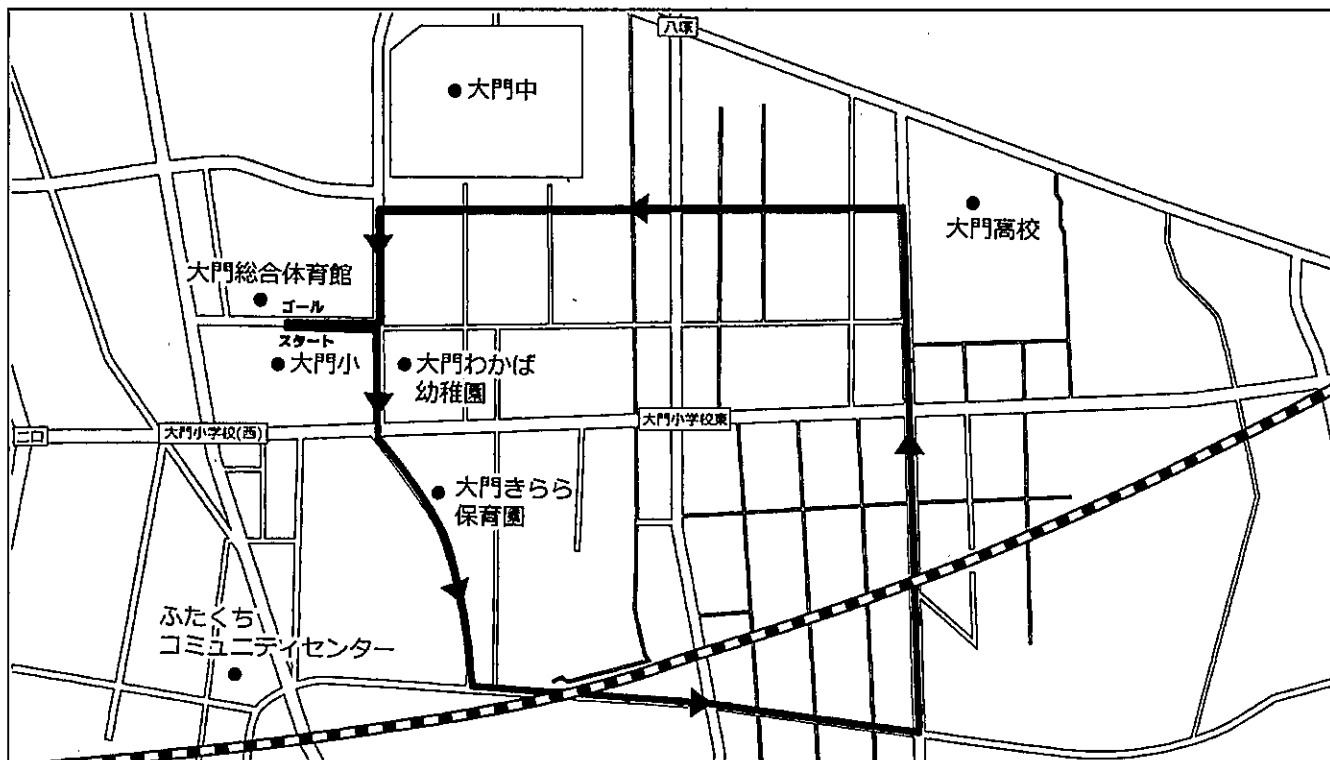 八塚
大門中
大門高校
大門総合体育館
ゴール
スタート
大門小
大門わかば
幼稚園
二口
大門小学校(西)
大門小学校東
大門きらら
保育園
ふたくち
コミュニティセンター